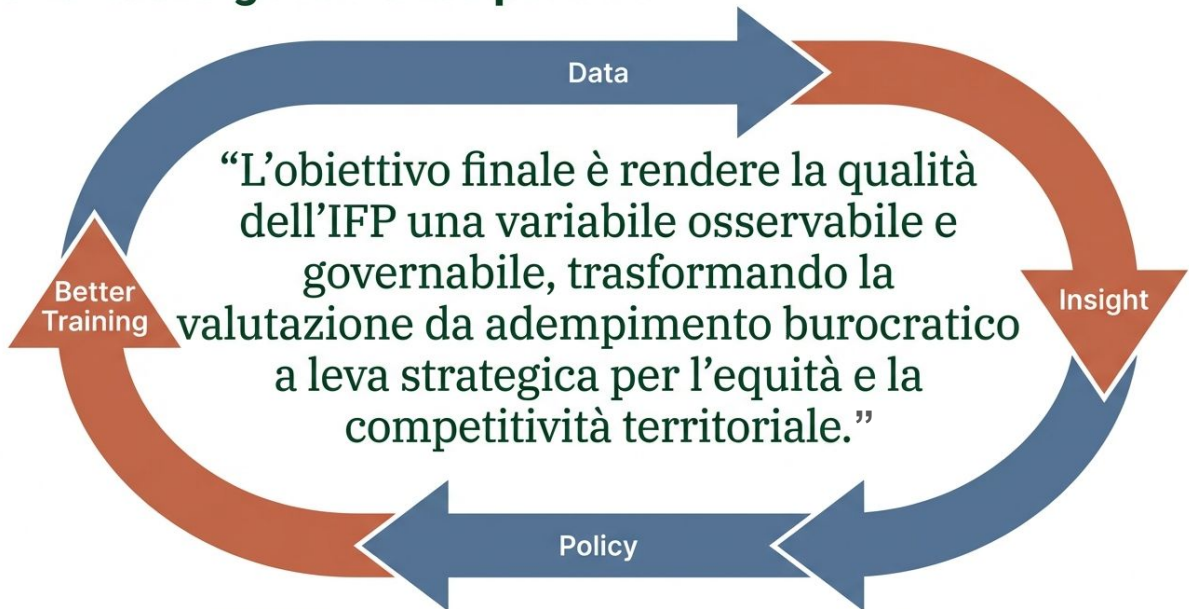 Data
“L’obiettivo finale è rendere la qualità
dell’IFP una variabile osservabile e
governabile, trasformando la
valutazione da adempimento burocratico
a leva strategica per l’equità e la
competitività territoriale.”
Better
Training
Insight
Policy